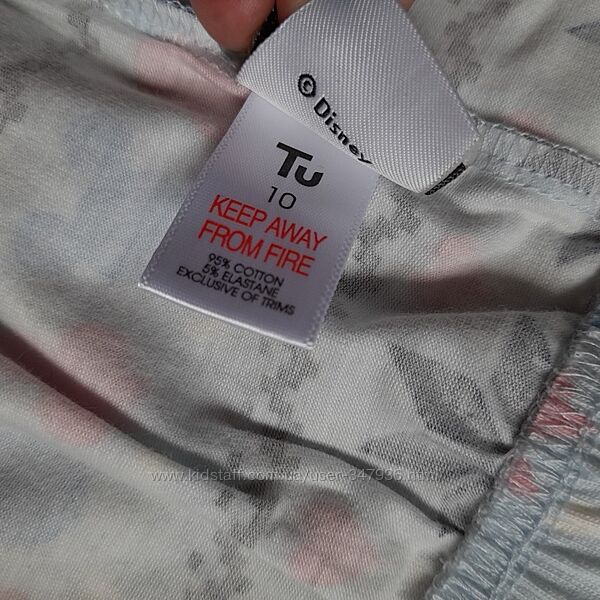 © Disney
Tu
10
KEEP AWAY
FROM FIRE
95% COTTON
5% ELASTANE
EXCLUSIVE OF TRIMS